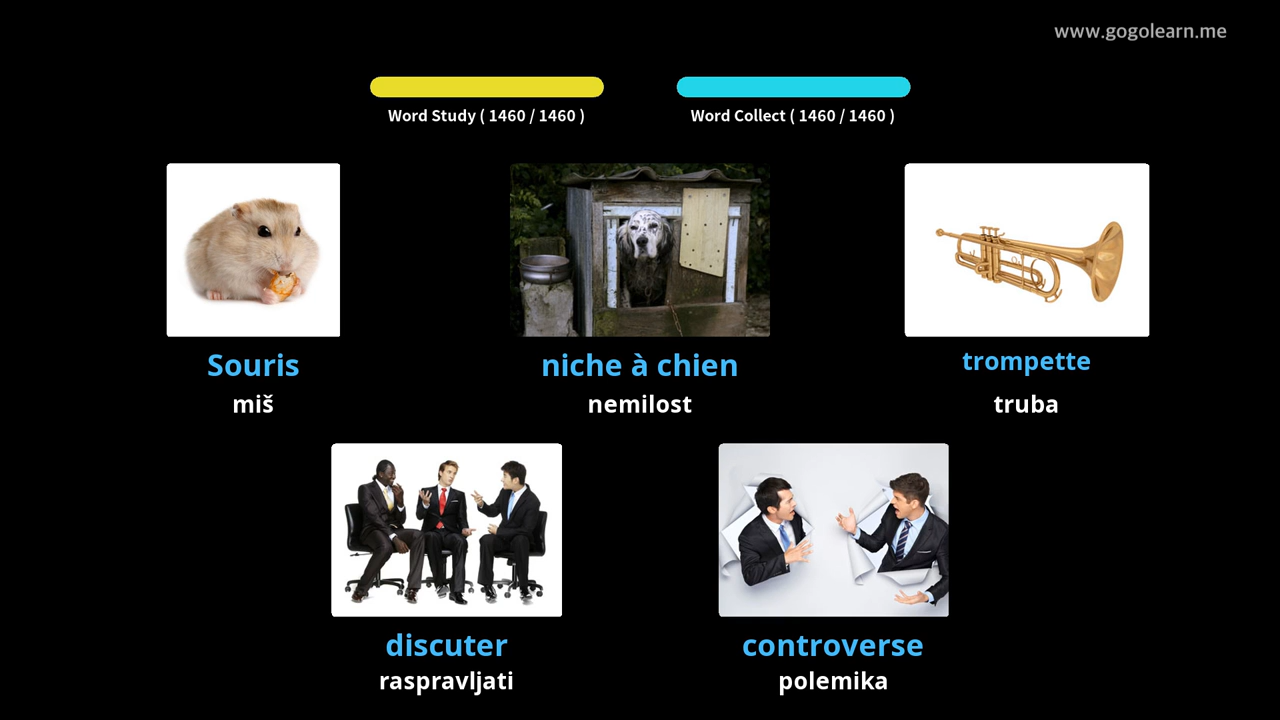 www.gogolearn.me
Word Study ( 1460 / 1460 )
Word Collect ( 1460 / 1460 )
Souris
miš
niche à chien
nemilost
trompette
truba
discuter
raspravljati
controverse
polemika